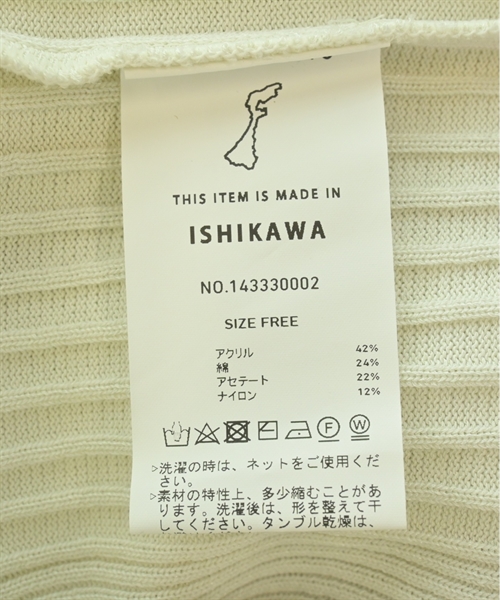 THIS ITEM IS MADE IN
ISHIKAWA
NO.143330002
SIZE FREE
アクリル 42%
綿 24%
アセテート 22%
ナイロン 12%
F W
>洗濯の時は、ネットをご使用くだ
さい。
>素材の特性上、多少縮むことがあ
ります。洗濯後は、形を整えて干
してください。タンブル乾燥は、